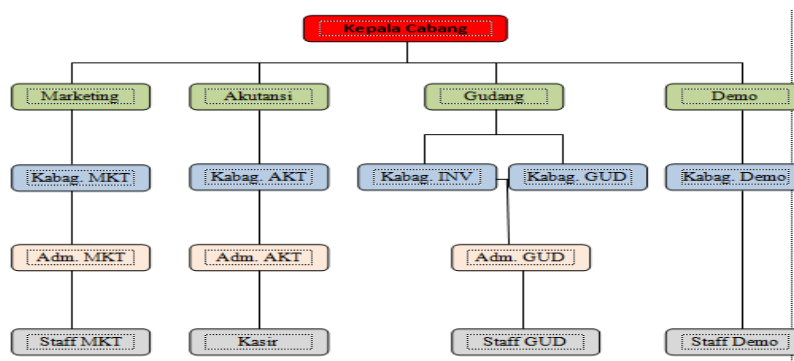 Kepala Cabang
Marketing
Akutansi
Gudang
Demo
Kabag. MKT
Kabag. AKT
Kabag. INV
Kabag. GUD
Kabag. Demo
Adm. MKT
Adm. AKT
Adm. GUD
Staff MKT
Kasir
Staff GUD
Staff Demo